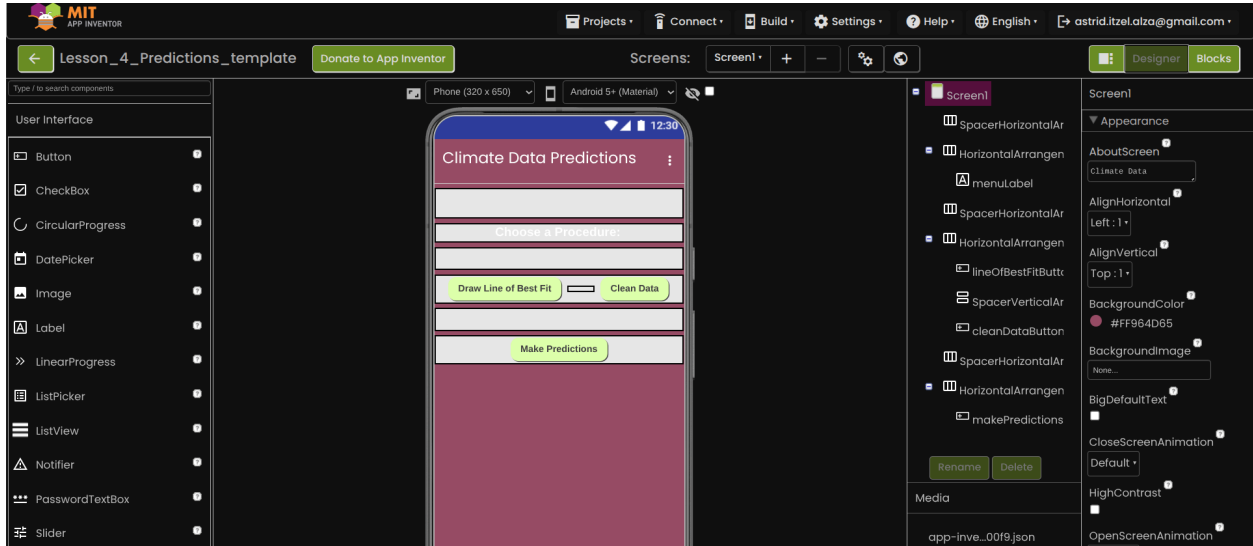 MIT
APP INVENTOR
Projects
Connect
Build
Settings
Help
English
astrid.itzel.alza@gmail.com
Lesson_4_Predictions_template
Donate to App Inventor
Screens:
Screen1
+
Designer
Blocks
Type / to search components
User Interface
Button
CheckBox
CircularProgress
DatePicker
Image
Label
LinearProgress
ListPicker
ListView
Notifier
PasswordTextBox
Slider
Phone (320 x 650)
Android 5+ (Material)
12:30
Climate Data Predictions
Choose a Procedure:
Draw Line of Best Fit
Clean Data
Make Predictions
Screen1
SpacerHorizontalAr
HorizontalArrangen
menuLabel
SpacerHorizontalAr
HorizontalArrangen
lineOfBestFitButto
SpacerVerticalAr
cleanDataButton
SpacerHorizontalAr
HorizontalArrangen
makePredictions
Rename
Delete
Media
app-inve...00f9.json
Screen1
Appearance
AboutScreen
Climate Data
AlignHorizontal
Left : 1
AlignVertical
Top : 1
BackgroundColor
#FF964D65
BackgroundImage
None...
BigDefaultText
CloseScreenAnimation
Default
HighContrast
OpenScreenAnimation